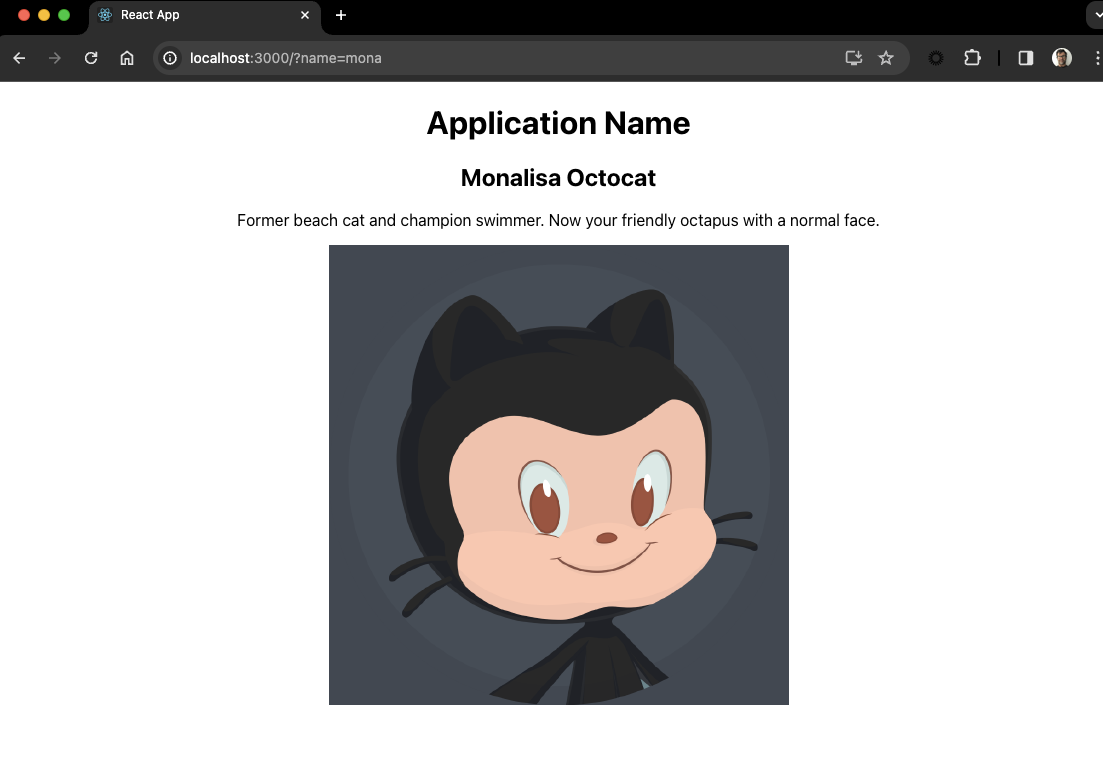 React App
localhost:3000/?name=mona
Application Name
Monalisa Octocat
Former beach cat and champion swimmer. Now your friendly octapus with a normal face.